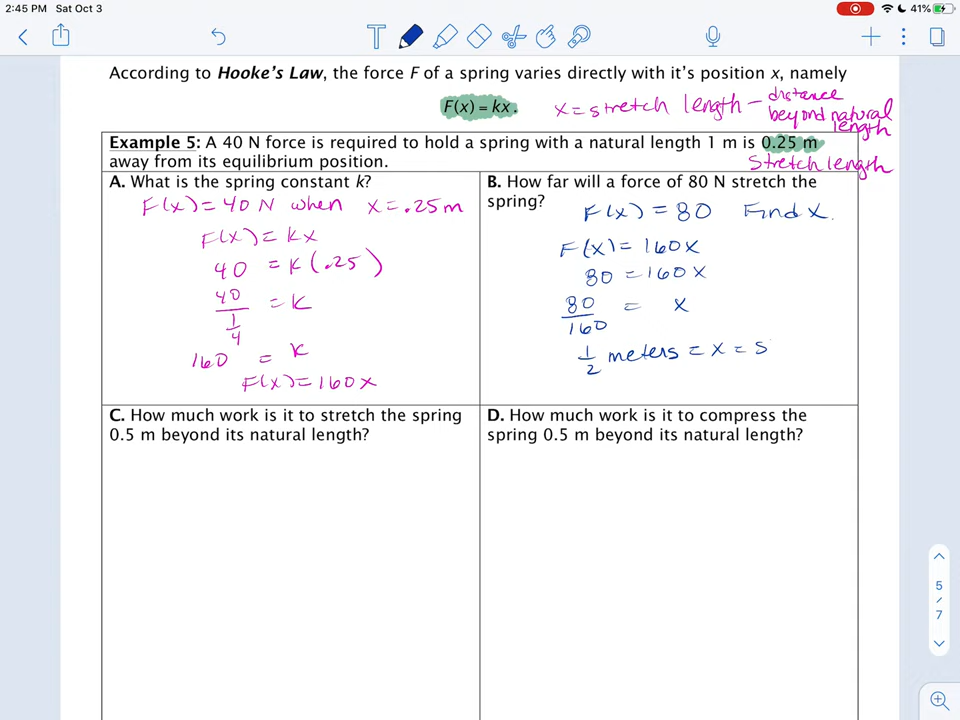 2:45 PM Sat Oct 3
41%
According to Hooke's Law, the force F of a spring varies directly with it's position x, namely
F(x) = kx.
x = stretch length – distance
beyond natural
length
Example 5: A 40 N force is required to hold a spring with a natural length 1 m is 0.25 m
away from its equilibrium position.
Stretch length
A. What is the spring constant k?
F(x) = 40 N when x = .25 m
F(x) = kx
40 = k(.25)
40/(1/4) = k
160 = k
F(x) = 160x
B. How far will a force of 80 N stretch the
spring?
F(x) = 80 Find x.
F(x) = 160x
80 = 160x
80/160 = x
1/2 meters = x = s
C. How much work is it to stretch the spring
0.5 m beyond its natural length?
D. How much work is it to compress the
spring 0.5 m beyond its natural length?
5
/
7